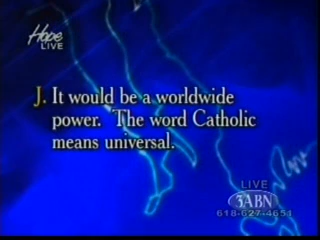 Hope
LIVE
J. It would be a worldwide
power. The word Catholic
means universal.
LIVE
3ABN
618-627-4651